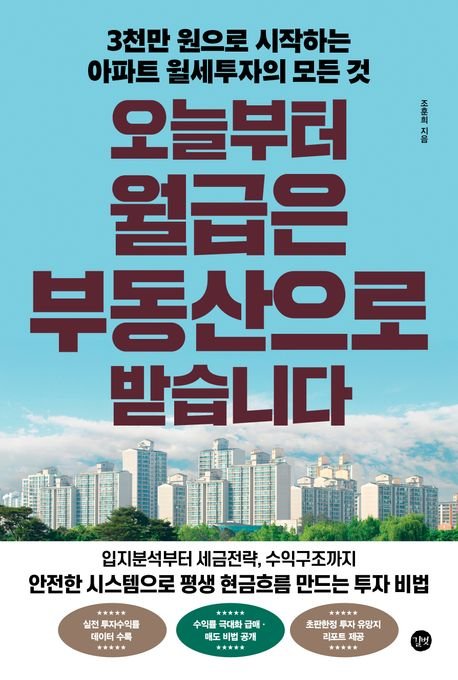 3천만 원으로 시작하는
아파트 월세투자의 모든 것
조훈희 지음
오늘부터
월급은
부동산으로
받습니다
입지분석부터 세금전략, 수익구조까지
안전한 시스템으로 평생 현금흐름 만드는 투자 비법
★★★★★
실전 투자수익률
데이터 수록
★★★★★
★★★★★
수익률 극대화 급매·
매도 비법 공개
★★★★★
★★★★★
초판한정 투자 유망지
리포트 제공
★★★★★
길벗